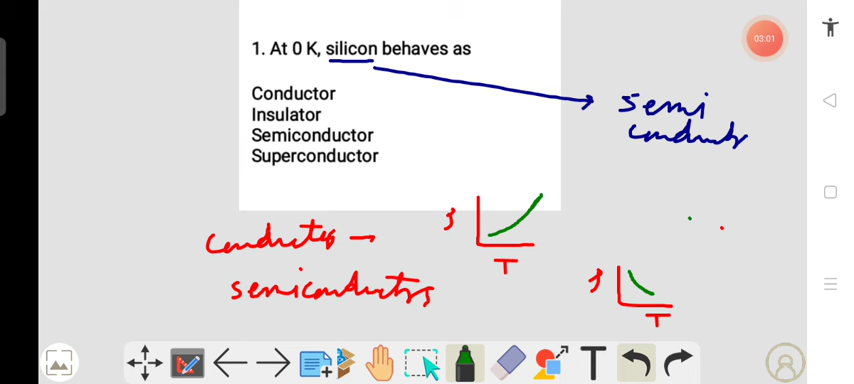 03:01
1. At 0 K, silicon behaves as
Conductor
Insulator
Semiconductor
Superconductor
Semi
conductor
conductor →
semiconductors
ρ
T
ρ
T
T